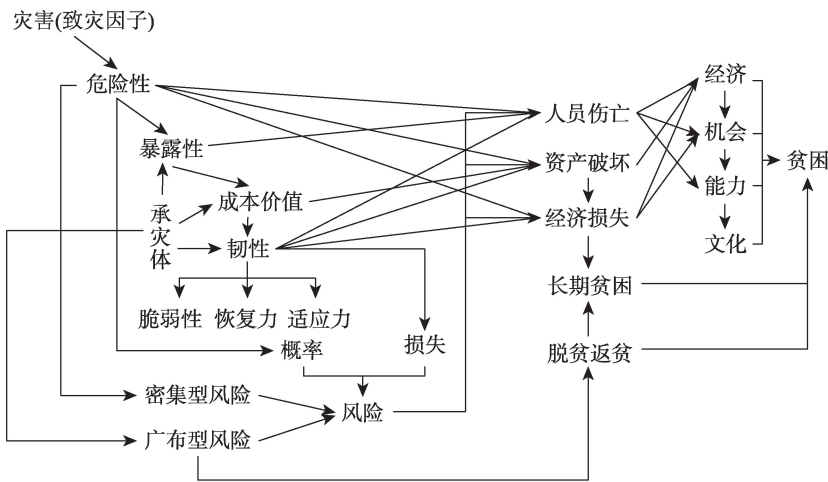 灾害(致灾因子)
危险性
暴露性
承灾体
成本价值
韧性
脆弱性
恢复力
适应力
概率
损失
密集型风险
广布型风险
风险
人员伤亡
资产破坏
经济损失
长期贫困
脱贫返贫
经济
机会
能力
文化
贫困